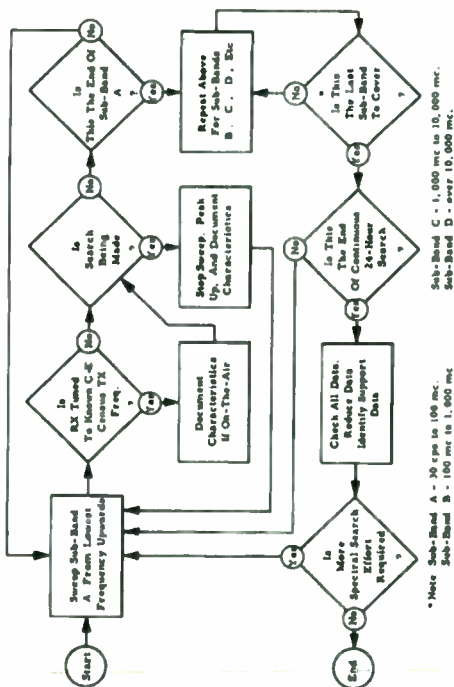 Start
Sweep Sub-Band
A From Lowest
Frequency Upwards
Is
RX Tuned
To Known C-E
Census TX
Freq.
?
No
Yes
Document
Characteristics
If On-The-Air
Is
Search
Being
Made
?
No
Yes
Stop Sweep, Peak
Up, And Document
Characteristics
Is
This The End Of
Sub-Band
A
?
No
Yes
Repeat Above
For Sub-Bands
B, C, D, Etc
*
Is This
The Last
Sub-Band
To Cover
?
No
Yes
Is This
The End
Of Continuous
24-Hour
Search
?
No
Yes
Check All Data,
Reduce Data
Identify Support
Data
Is
More
Spectral Search
Effort
Required
?
Yes
No
End
* Note Sub-Band A - 30 cps to 100 mc.
Sub-Band B - 100 mc to 1,000 mc
Sub-Band C - 1,000 mc to 10,000 mc.
Sub-Band D - over 10,000 mc.